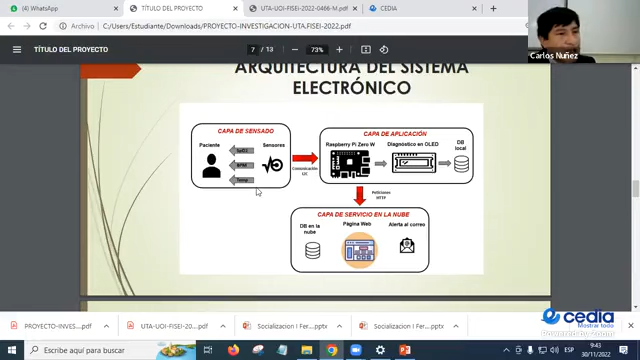 (4) WhatsApp
TÍTULO DEL PROYECTO
UTA-UOI-FISEI-2022-0466-M.pdf
CEDIA
C:/Users/Estudiante/Downloads/PROYECTO-INVESTIGACION-UTA.FISEI-2022.pdf
TÍTULO DEL PROYECTO
7 / 13
73%
Carlos Nuñez
ARQUITECTURA DEL SISTEMA
ELECTRÓNICO
CAPA DE SENSADO
Paciente
Sensores
SpO2
BPM
Temp
Comunicación
I2C
CAPA DE APLICACIÓN
Raspberry Pi Zero W
Diagnóstico en OLED
DB
local
Peticiones
HTTP
CAPA DE SERVICIO EN LA NUBE
DB en
la nube
Página Web
Alerta al correo
cedia
Mostrar todo
Powered by Zoom
PROYECTO-INVES....pdf
UTA-UOI-FISEI-20....pdf
Socializacion I Fer....pptx
Socializacion I Fer....pptx
Escribe aquí para buscar
ESP
9:43
30/11/2022